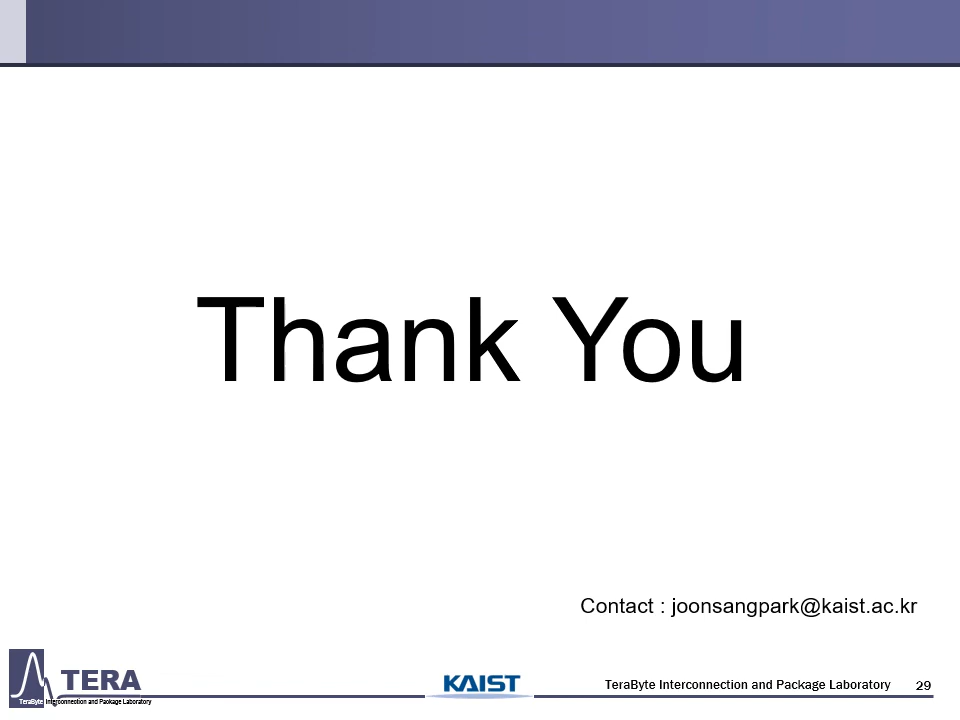 Thank You
Contact : joonsangpark@kaist.ac.kr
TERA
TeraByte Interconnection and Package Laboratory
KAIST
TeraByte Interconnection and Package Laboratory
29